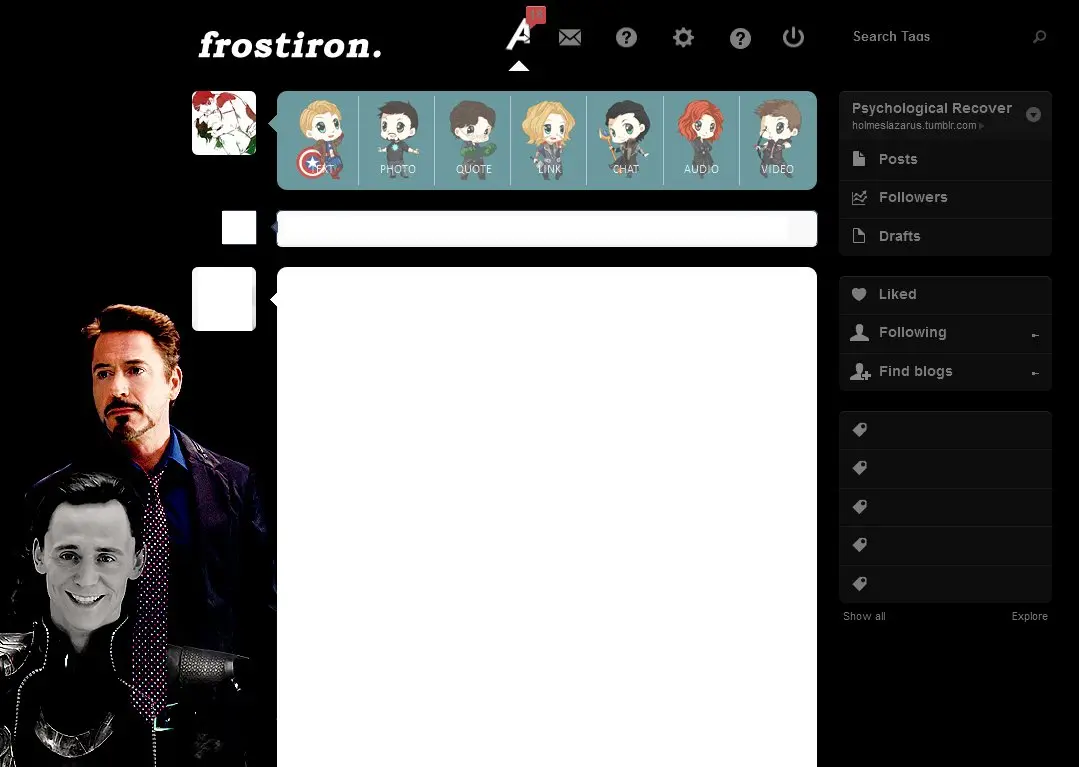 frostiron.
Search Tags
TEXT
PHOTO
QUOTE
LINK
CHAT
AUDIO
VIDEO
Psychological Recover
holmeslazarus.tumblr.com
Posts
Followers
Drafts
Liked
Following
Find blogs
Show all
Explore